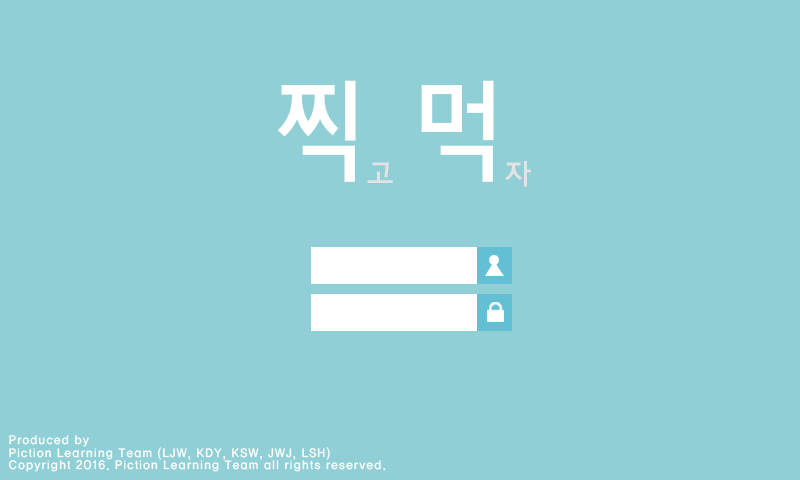 찍고 먹자
Produced by
Piction Learning Team (LJW, KDY, KSW, JWJ, LSH)
Copyright 2016. Piction Learning Team all rights reserved.